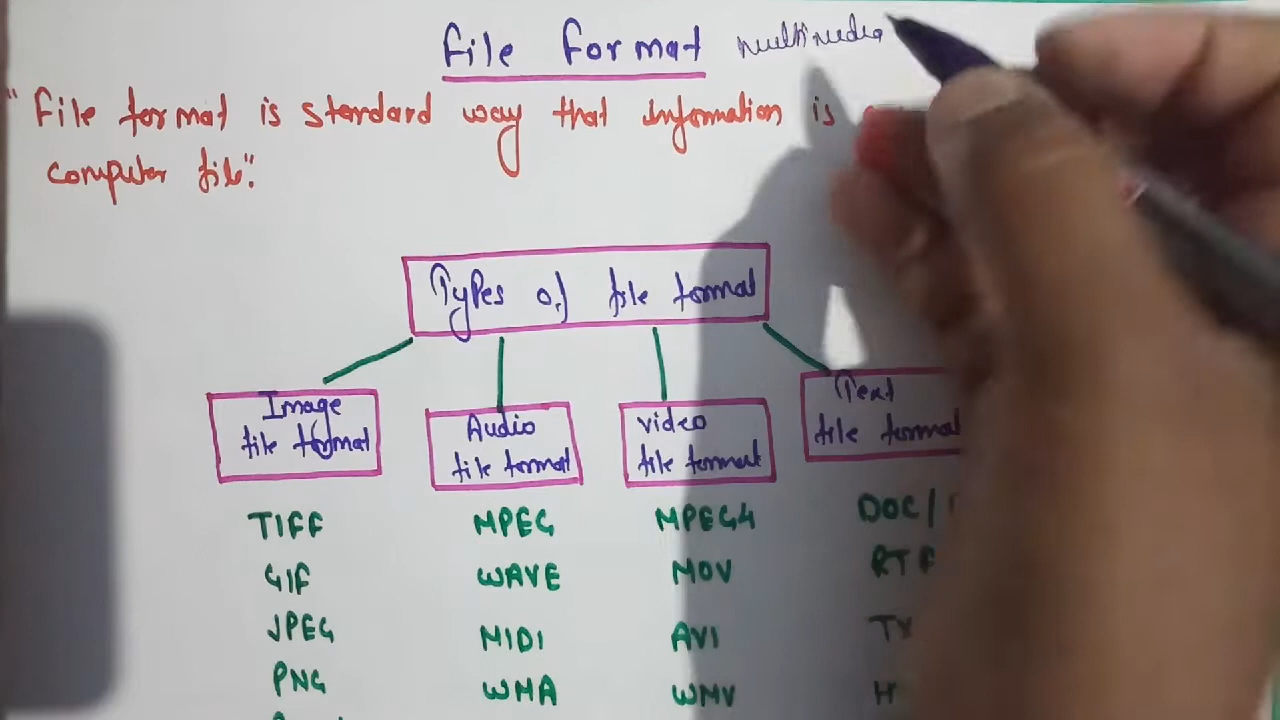 File Format multimedia
"File format is standard way that information is
computer file."
Types of file format
Image
file format
Audio
file format
video
file format
Text
file format
TIFF
GIF
JPEG
PNG
MPEG
WAVE
MIDI
WMA
MPEG4
MOV
AVI
WMV
DOC/
RTF